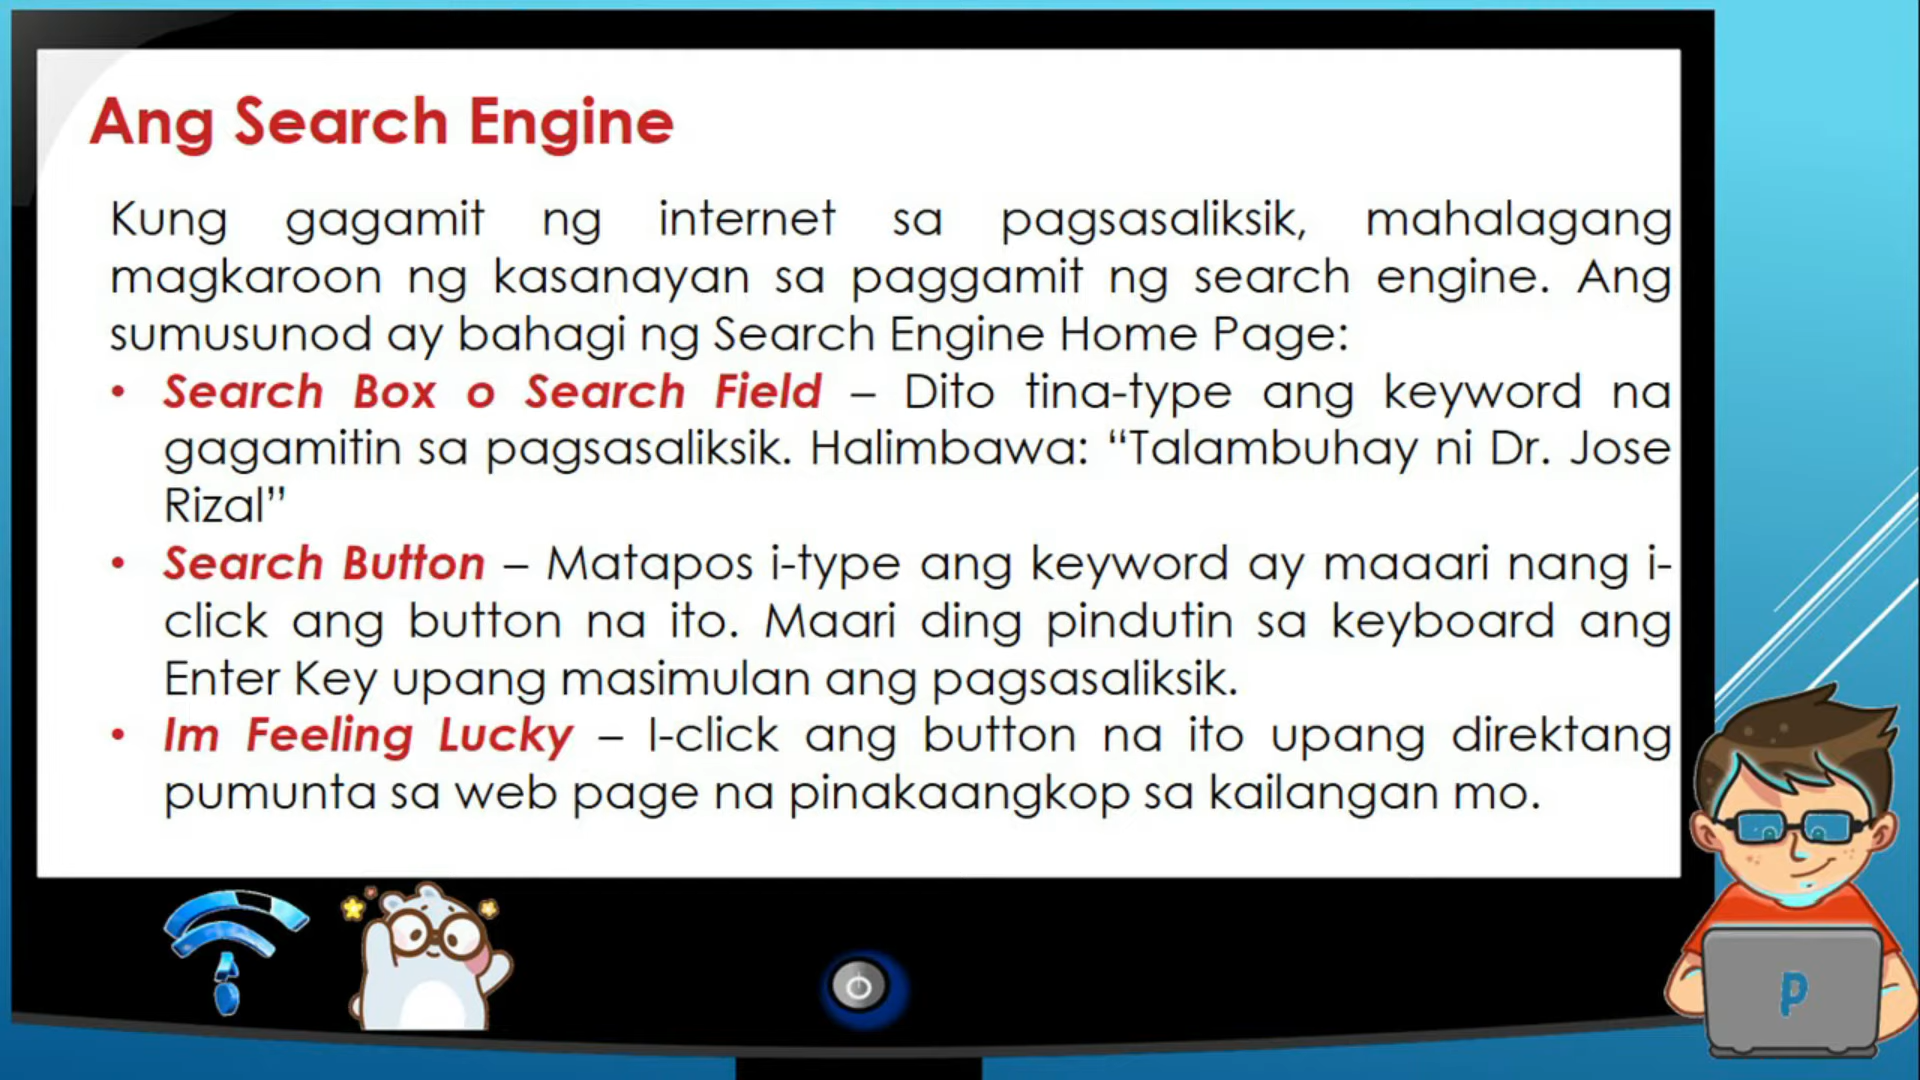 Ang Search Engine
Kung gagamit ng internet sa pagsasaliksik, mahalagang
magkaroon ng kasanayan sa paggamit ng search engine. Ang
sumusunod ay bahagi ng Search Engine Home Page:
• Search Box o Search Field – Dito tina-type ang keyword na
gagamitin sa pagsasaliksik. Halimbawa: “Talambuhay ni Dr. Jose
Rizal”
• Search Button – Matapos i-type ang keyword ay maaari nang i-
click ang button na ito. Maari ding pindutin sa keyboard ang
Enter Key upang masimulan ang pagsasaliksik.
• Im Feeling Lucky – I-click ang button na ito upang direktang
pumunta sa web page na pinakaangkop sa kailangan mo.
P